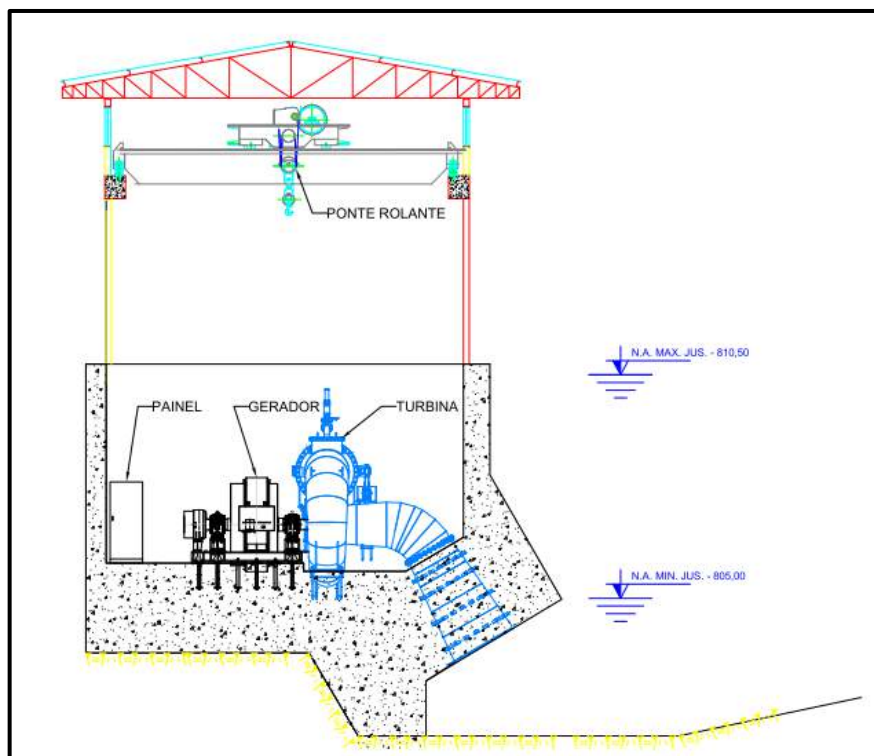 PONTE ROLANTE
N.A. MAX. JUS. - 810,50
PAINEL
GERADOR
TURBINA
N.A. MIN. JUS. - 805,00